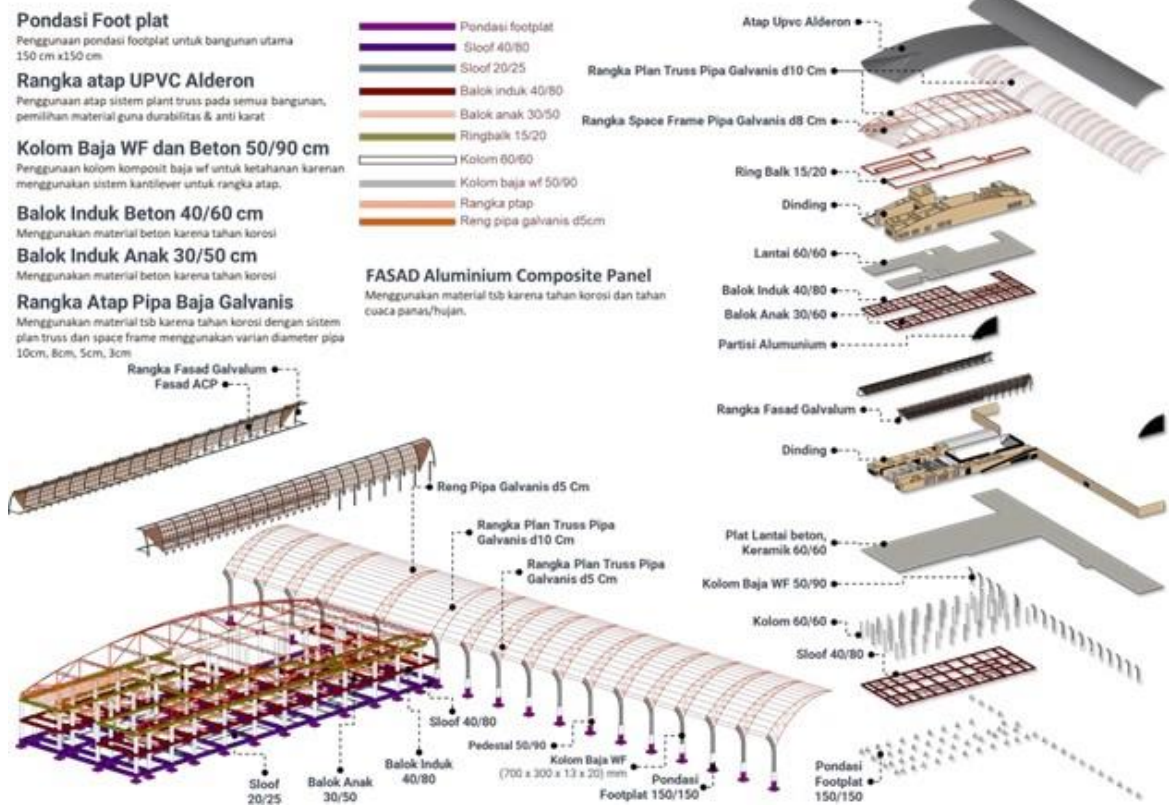 Pondasi Foot plat
Penggunaan pondasi footplat untuk bangunan utama
150 cm x150 cm
Rangka atap UPVC Alderon
Penggunaan atap sistem plant truss pada semua bangunan,
pemilihan material guna durabilitas & anti karat
Kolom Baja WF dan Beton 50/90 cm
Penggunaan kolom komposit baja wf untuk ketahanan karenan
menggunakan sistem kantilever untuk rangka atap.
Balok Induk Beton 40/60 cm
Menggunakan material beton karena tahan korosi
Balok Induk Anak 30/50 cm
Menggunakan material beton karena tahan korosi
Rangka Atap Pipa Baja Galvanis
Menggunakan material tsb karena tahan korosi dengan sistem
plan truss dan space frame menggunakan varian diameter pipa
10cm, 8cm, 5cm, 3cm
Pondasi footplat
Sloof 40/80
Sloof 20/25
Balok induk 40/80
Balok anak 30/50
Ringbalk 15/20
Kolom 60/60
Kolom baja wf 50/90
Rangka ptap
Reng pipa galvanis d5cm
FASAD Aluminium Composite Panel
Menggunakan material tsb karena tahan korosi dan tahan
cuaca panas/hujan.
Rangka Fasad Galvalum
Fasad ACP
Reng Pipa Galvanis d5 Cm
Rangka Plan Truss Pipa
Galvanis d10 Cm
Rangka Plan Truss Pipa
Galvanis d5 Cm
Sloof 40/80
Pedestal 50/90
Kolom Baja WF
(700 x 300 x 13 x 20) mm
Balok Induk
40/80
Pondasi
Footplat 150/150
Sloof
20/25
Balok Anak
30/50
Atap Upvc Alderon
Rangka Plan Truss Pipa Galvanis d10 Cm
Rangka Space Frame Pipa Galvanis d8 Cm
Ring Balk 15/20
Dinding
Lantai 60/60
Balok Induk 40/80
Balok Anak 30/60
Partisi Alumunium
Rangka Fasad Galvalum
Dinding
Plat Lantai beton,
Keramik 60/60
Kolom Baja WF 50/90
Kolom 60/60
Sloof 40/80
Pondasi
Footplat
150/150